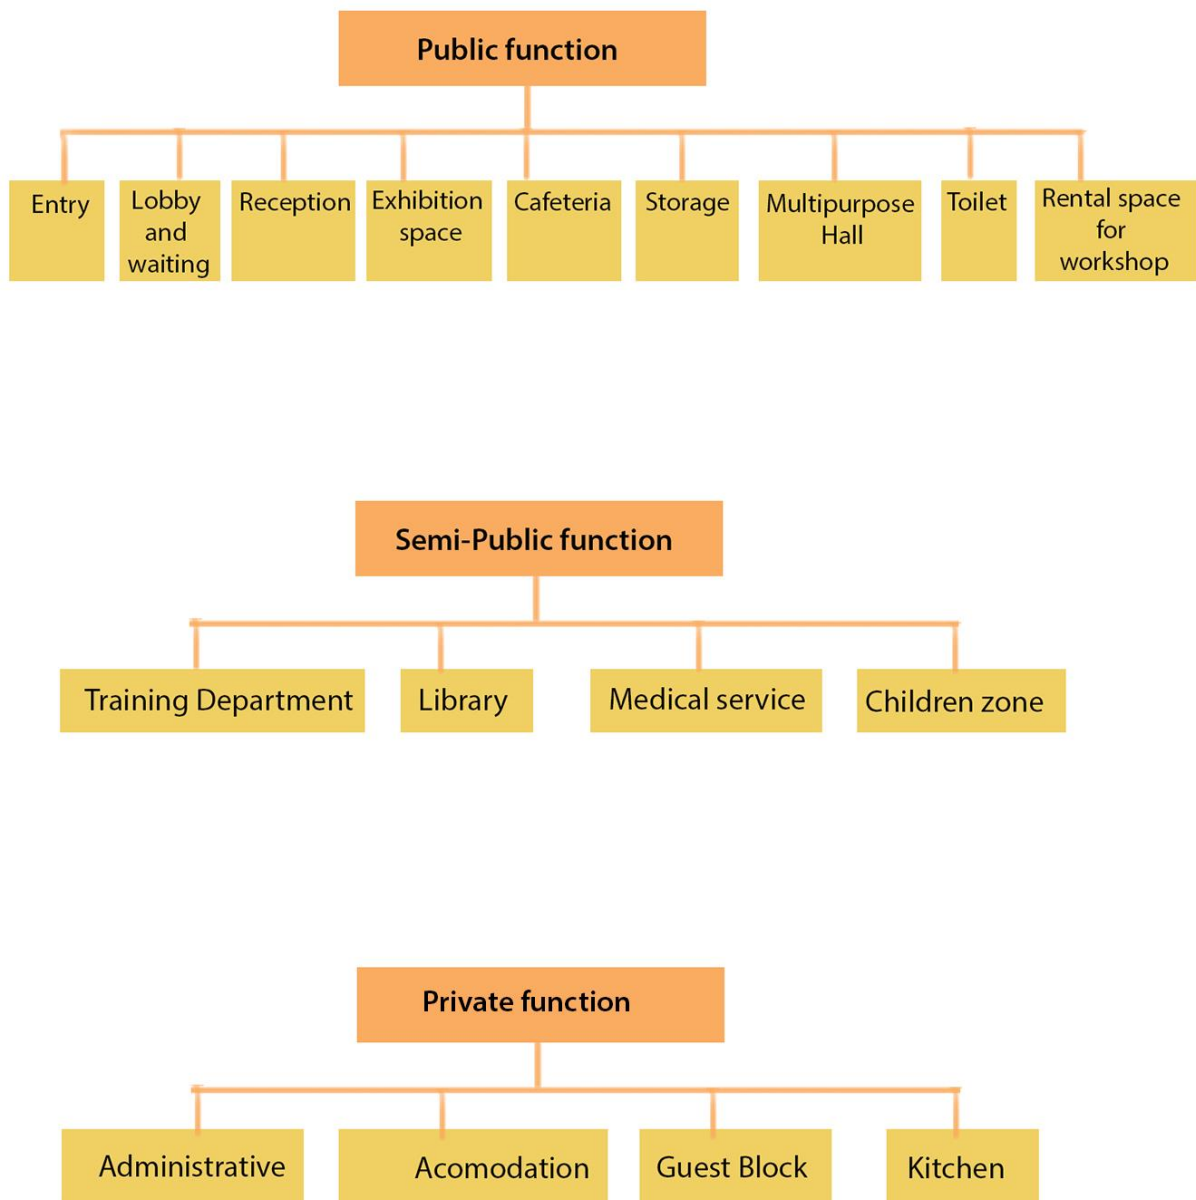 Public function
Entry
Lobby
and
waiting
Reception
Exhibition
space
Cafeteria
Storage
Multipurpose
Hall
Toilet
Rental space
for
workshop
Semi-Public function
Training Department
Library
Medical service
Children zone
Private function
Administrative
Acomodation
Guest Block
Kitchen